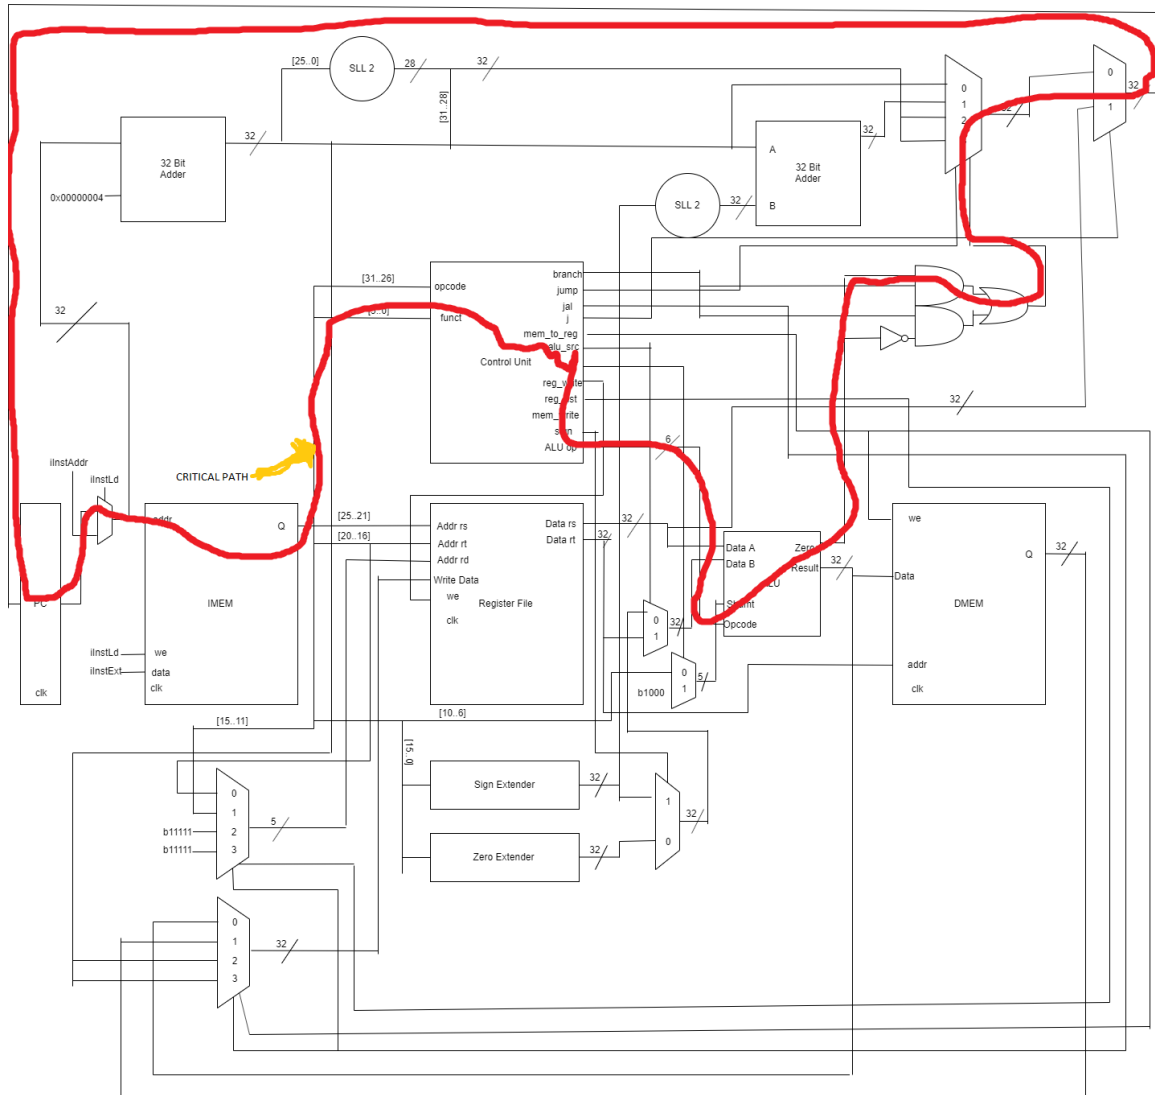 [25..0]
SLL 2
28
32
[31..28]
32
0
1
2
32
0
1
32
32 Bit
Adder
0x00000004
32
A
32 Bit
Adder
B
32
SLL 2
32
32
[31..26]
opcode
funct
branch
jump
jal
j
mem_to_reg
alu_src
Control Unit
mem_write
ALU op
6
32
CRITICAL PATH
iInstAddr
iInstLd
addr
Q
IMEM
PC
clk
iInstLd
iInstExt
we
data
clk
[25..21]
[20..16]
Addr rs
Addr rt
Addr rd
Write Data
we
clk
Data rs
Data rt
Register File
32
32
Data A
Data B
Zero
Result
Opcode
32
we
Data
Q
DMEM
addr
clk
32
0
1
32
0
1
b1000
5
[15..11]
[10..6]
[15..0]
Sign Extender
32
Zero Extender
32
1
0
32
0
1
2
3
b11111
b11111
5
0
1
2
3
32